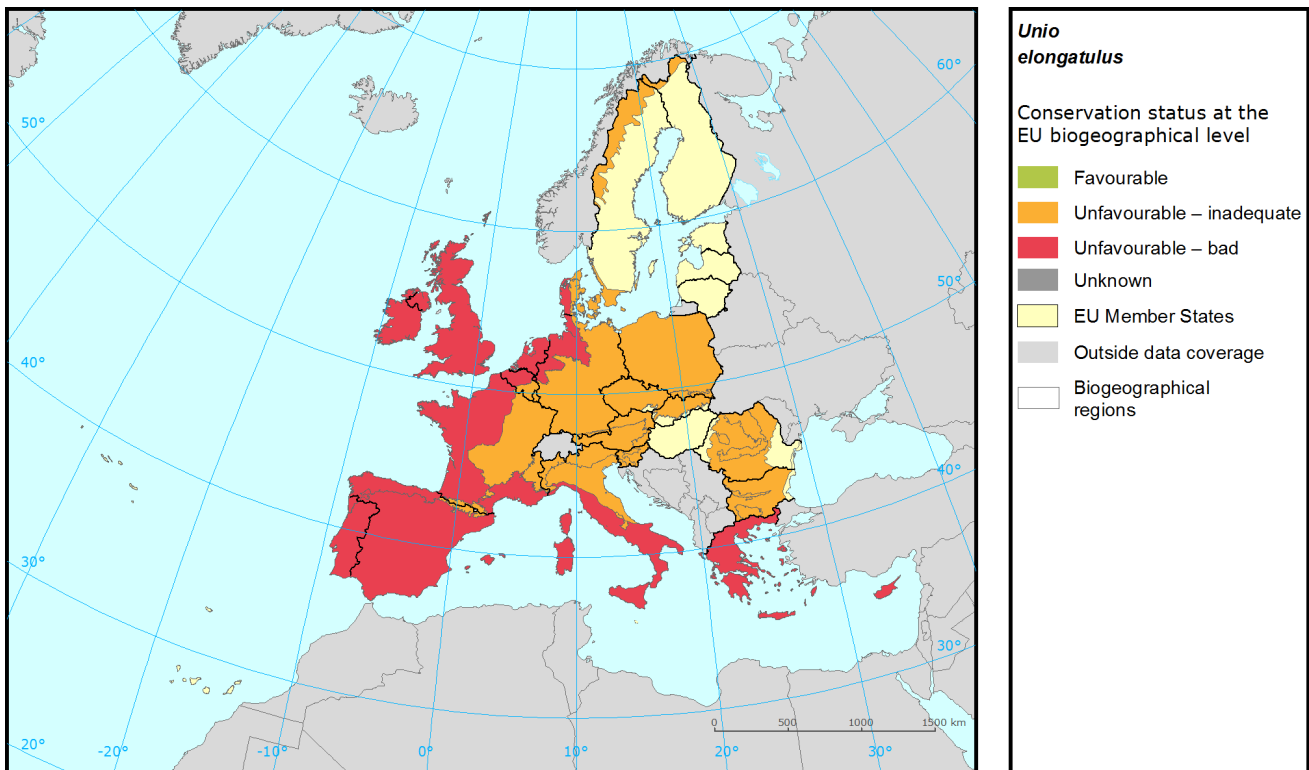 Unio
elongatulus
Conservation status at the
EU biogeographical level
Favourable
Unfavourable – inadequate
Unfavourable – bad
Unknown
EU Member States
Outside data coverage
Biogeographical
regions
60°
50°
50°
40°
40°
30°
30°
0 500 1000 1500 km
20° -20° -10° 0° 10° 20° 30°